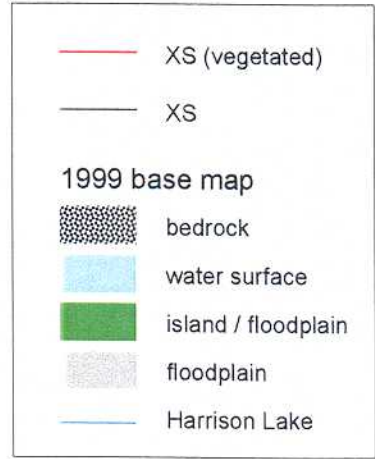 XS (vegetated)
XS
1999 base map
bedrock
water surface
island / floodplain
floodplain
Harrison Lake